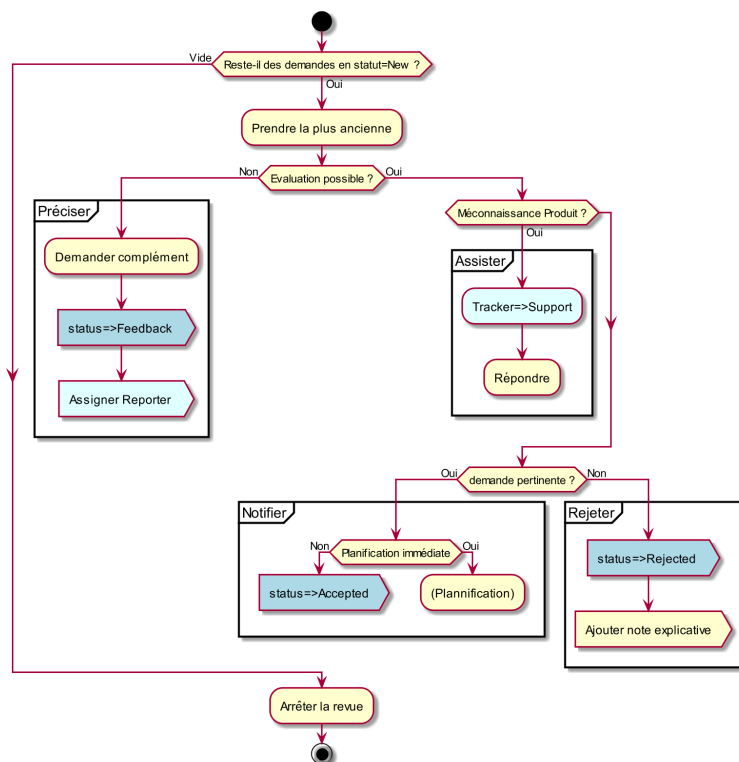 Vide
Reste-il des demandes en statut=New ?
Oui
Prendre la plus ancienne
Non
Evaluation possible ?
Oui
Préciser
Méconnaissance Produit ?
Oui
Demander complément
Assister
status=>Feedback
Tracker=>Support
Assigner Reporter
Répondre
Oui
demande pertinente ?
Non
Notifier
Rejeter
Non
Planification immédiate
Oui
status=>Accepted
(Plannification)
status=>Rejected
Ajouter note explicative
Arrêter la revue